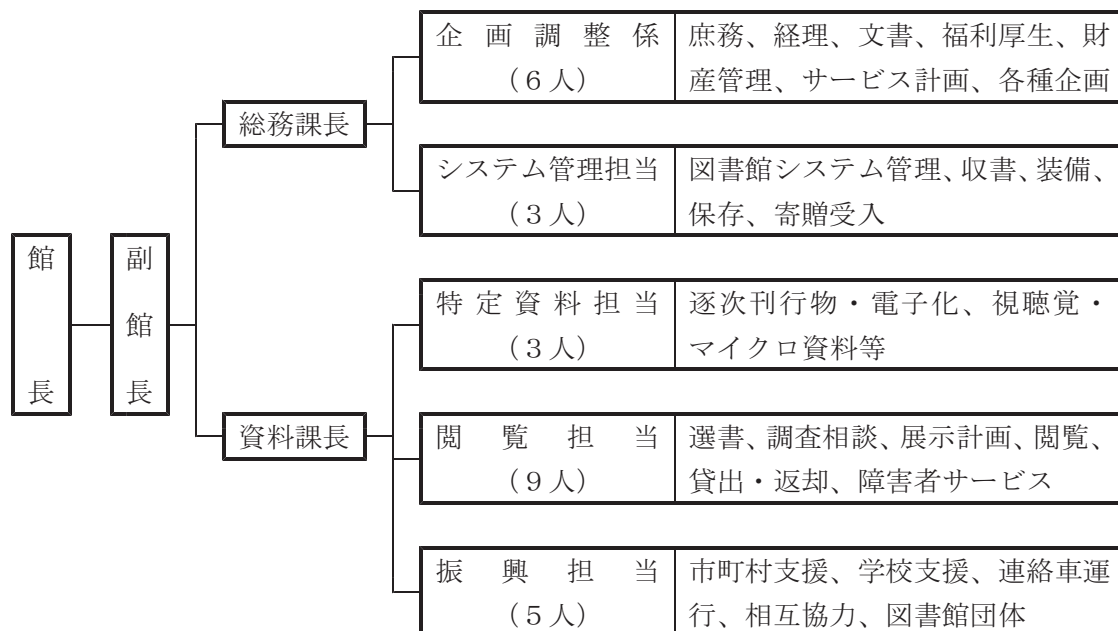 館長
副館長
総務課長
企画調整係
(6人)
庶務、経理、文書、福利厚生、財
産管理、サービス計画、各種企画
システム管理担当
(3人)
図書館システム管理、収書、装備、
保存、寄贈受入
資料課長
特定資料担当
(3人)
逐次刊行物・電子化、視聴覚・
マイクロ資料等
閲覧担当
(9人)
選書、調査相談、展示計画、閲覧、
貸出・返却、障害者サービス
振興担当
(5人)
市町村支援、学校支援、連絡車運
行、相互協力、図書館団体